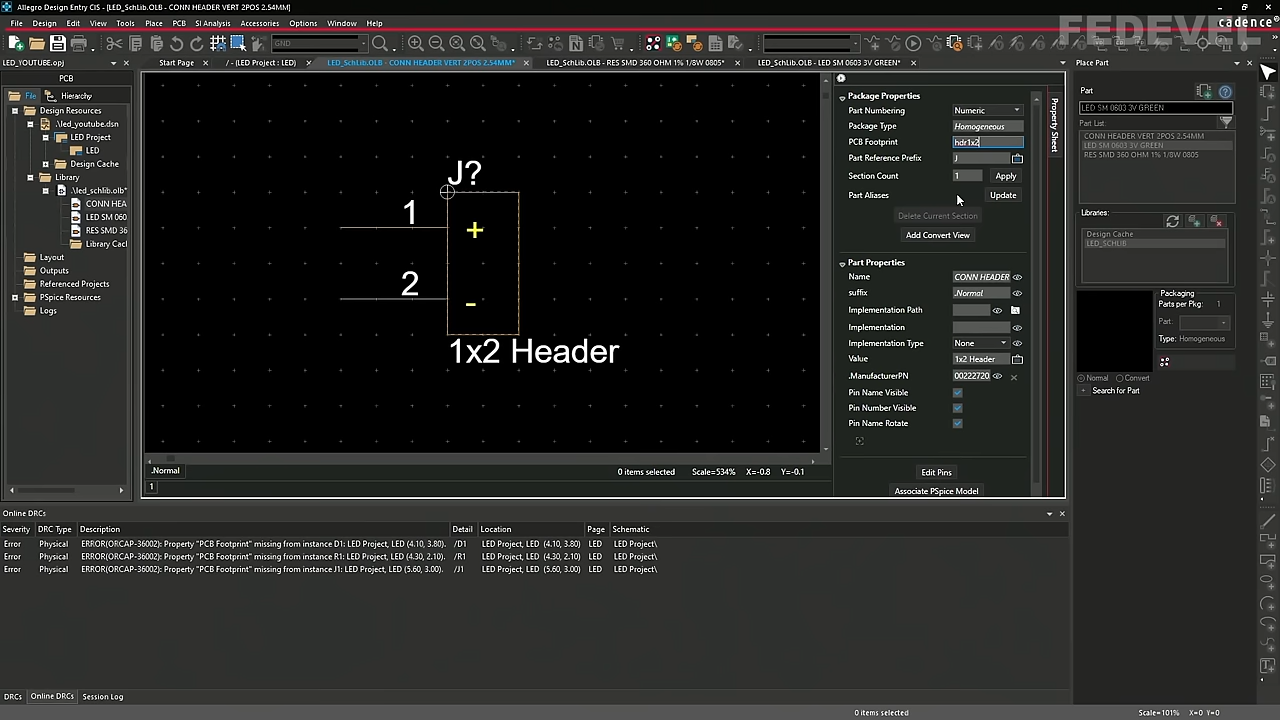 Allegro Design Entry CIS - [LED_SchLib.OLB - CONN HEADER VERT 2POS 2.54MM]
File Design Edit View Tools Place PCB SI Analysis Accessories Options Window Help
FEDEVEL
cadence
GND
LED_YOUTUBE.opj
Start Page
/ - (LED Project : LED)
LED_SchLib.OLB - CONN HEADER VERT 2POS 2.54MM*
LED_SchLib.OLB - RES SMD 360 OHM 1% 1/8W 0805*
LED_SchLib.OLB - LED SM 0603 3V GREEN*
Place Part
PCB
File
Hierarchy
Design Resources
.\led_youtube.dsn
LED Project
LED
Design Cache
Library
.\led_schlib.olb*
CONN HEA
LED SM 060
RES SMD 36
Library Cacl
Layout
Outputs
Referenced Projects
PSpice Resources
Logs
J?
1
+
2
-
1x2 Header
.Normal
0 items selected
Scale=534%
X=-0.8
Y=-0.1
1
Package Properties
Part Numbering
Numeric
Package Type
Homogeneous
PCB Footprint
hdr1x2
Part Reference Prefix
J
Section Count
1
Apply
Part Aliases
Update
Delete Current Section
Add Convert View
Part Properties
Name
CONN HEADER
suffix
.Normal
Implementation Path
Implementation
Implementation Type
None
Value
1x2 Header
.ManufacturerPN
00222720
Pin Name Visible
Pin Number Visible
Pin Name Rotate
Edit Pins
Associate PSpice Model
Property Sheet
Part
LED SM 0603 3V GREEN
Part List
CONN HEADER VERT 2POS 2.54MM
LED SM 0603 3V GREEN
RES SMD 360 OHM 1% 1/8W 0805
Libraries:
Design Cache
LED_SCHLIB
Packaging
Parts per Pkg: 1
Part:
Type: Homogeneous
Normal
Convert
+ Search for Part
Online DRCs
Severity DRC Type Description Detail Location Page Schematic
Error Physical ERROR(ORCAP-36002): Property "PCB Footprint" missing from instance D1: LED Project, LED (4.10, 3.80). /D1 LED Project, LED (4.10, 3.80) LED LED Project\
Error Physical ERROR(ORCAP-36002): Property "PCB Footprint" missing from instance R1: LED Project, LED (4.30, 2.10). /R1 LED Project, LED (4.30, 2.10) LED LED Project\
Error Physical ERROR(ORCAP-36002): Property "PCB Footprint" missing from instance J1: LED Project, LED (5.60, 3.00). /J1 LED Project, LED (5.60, 3.00) LED LED Project\
DRCs
Online DRCs
Session Log
0 items selected
Scale=101%
X=0 Y=0